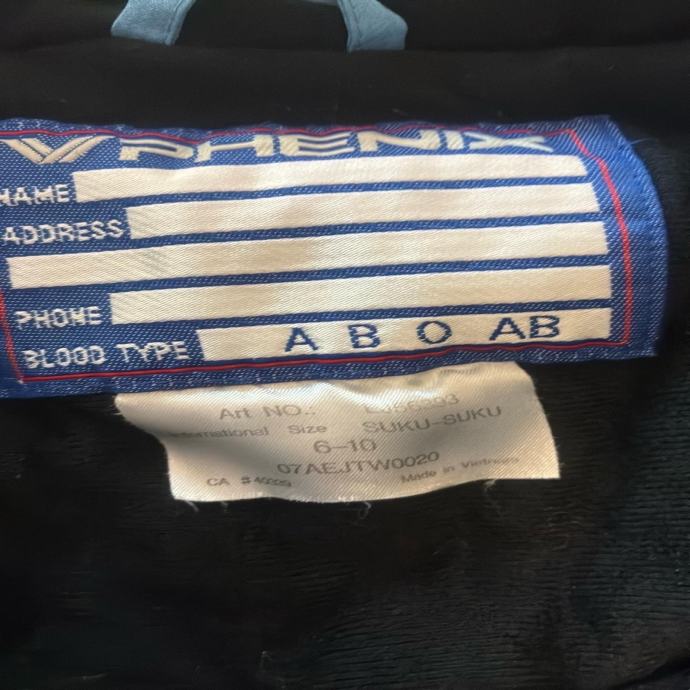 PHENIX
NAME
ADDRESS
PHONE
BLOOD TYPE A B O AB
Art NO.:
International Size SUKU-SUKU
6-10
07AEJTW0020
CA # Made in Vietnam